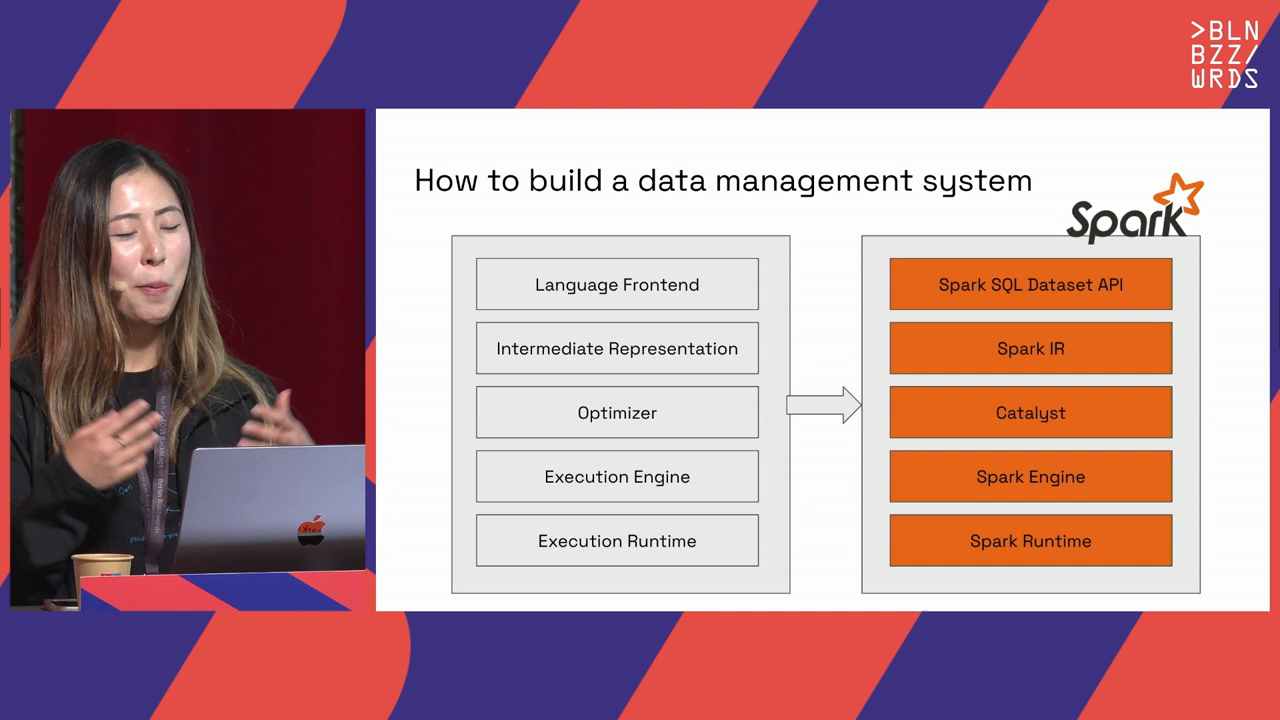 >BLN
BZZ/
WRDS
How to build a data management system
Spark
Language Frontend
Intermediate Representation
Optimizer
Execution Engine
Execution Runtime
Spark SQL Dataset API
Spark IR
Catalyst
Spark Engine
Spark Runtime